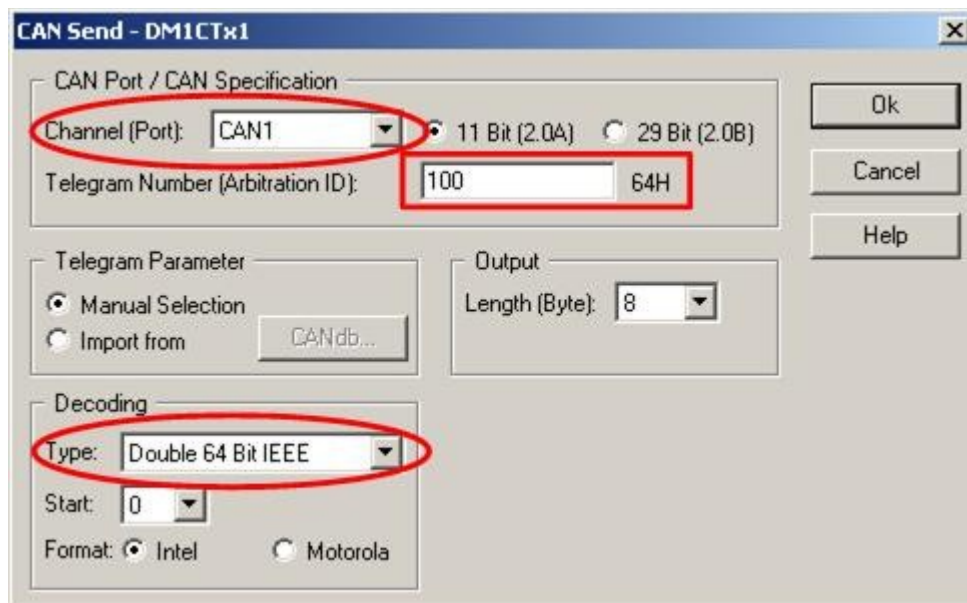 CAN Send - DM1CTx1
CAN Port / CAN Specification
Channel (Port): CAN1 11 Bit (2.0A) 29 Bit (2.0B)
Telegram Number (Arbitration ID): 100 64H
Ok
Cancel
Help
Telegram Parameter
Manual Selection
Import from CANdb...
Output
Length (Byte): 8
Decoding
Type: Double 64 Bit IEEE
Start: 0
Format: Intel Motorola